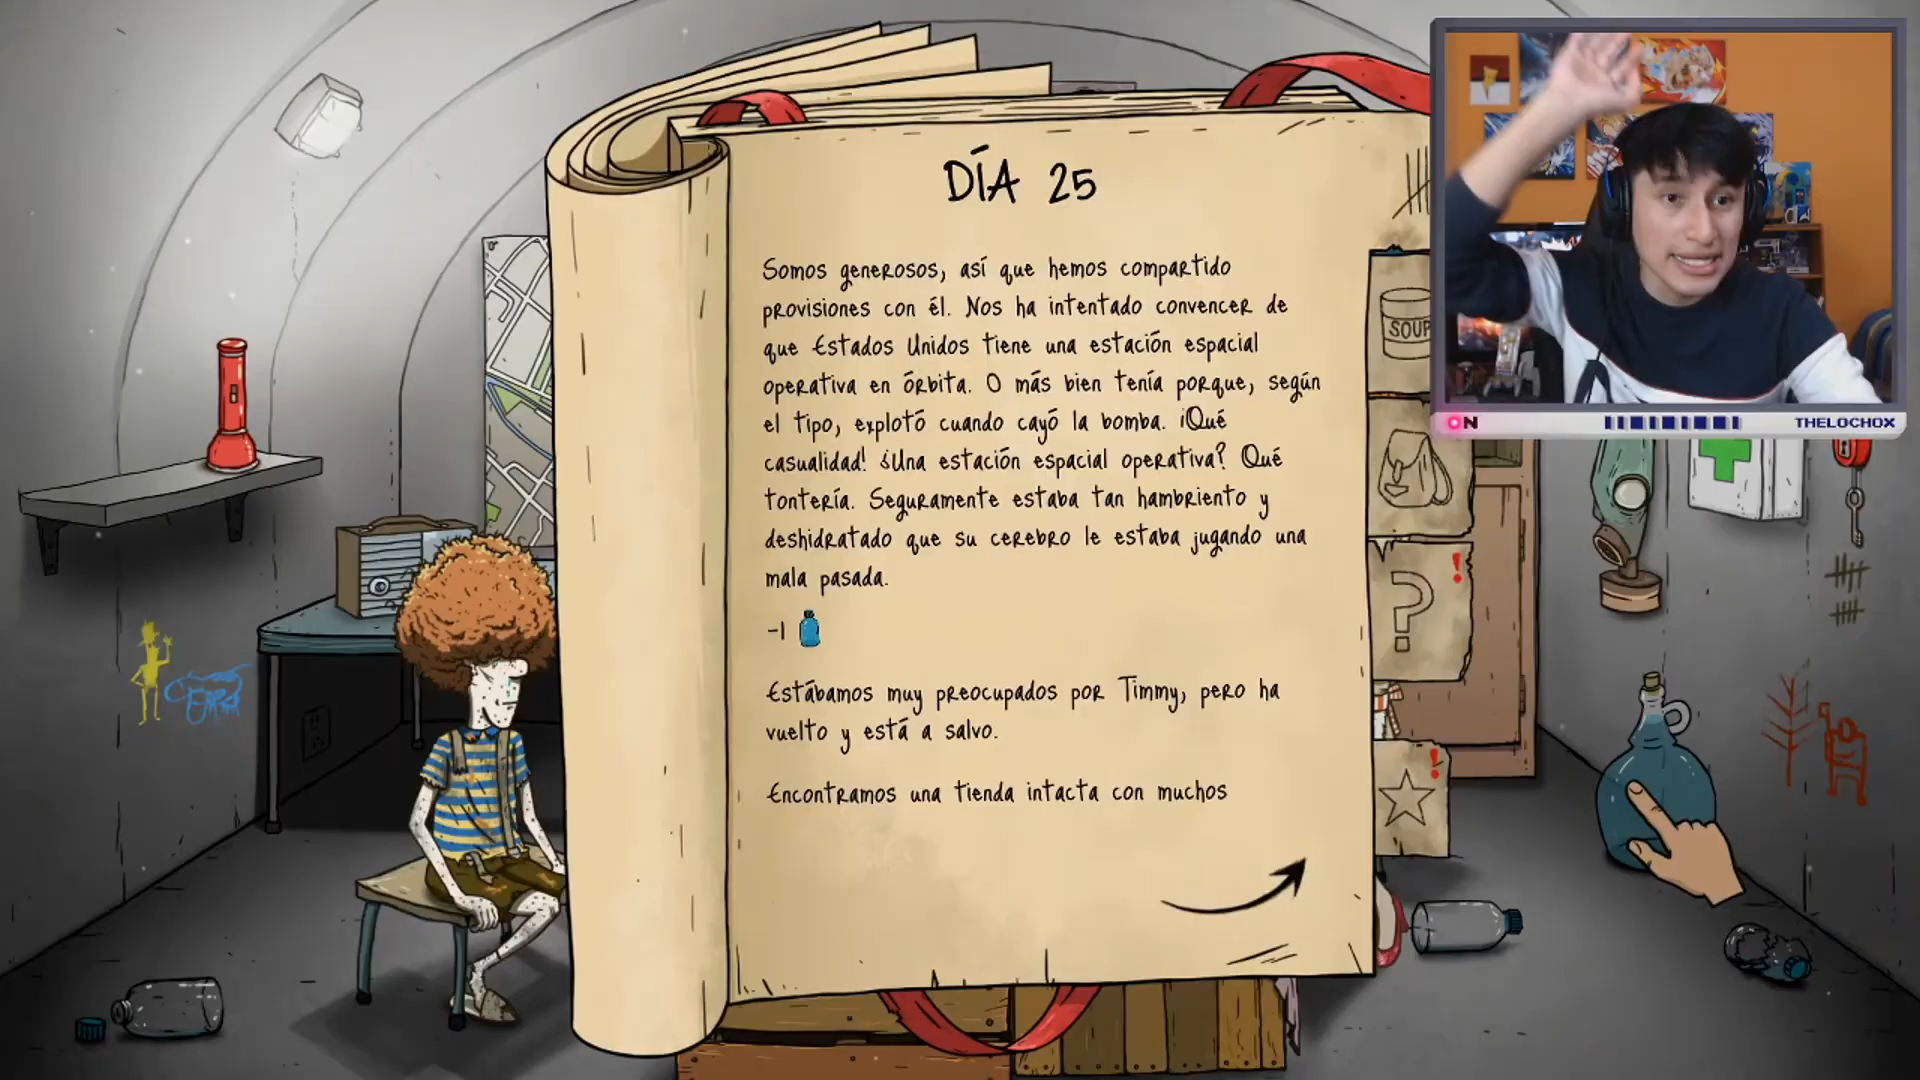 DÍA 25
Somos generosos, así que hemos compartido
provisiones con él. Nos ha intentado convencer de
que Estados Unidos tiene una estación espacial
operativa en órbita. O más bien tenía porque, según
el tipo, explotó cuando cayó la bomba. ¡Qué
casualidad! ¿Una estación espacial operativa? Qué
tontería. Seguramente estaba tan hambriento y
deshidratado que su cerebro le estaba jugando una
mala pasada.
-1
Estábamos muy preocupados por Timmy, pero ha
vuelto y está a salvo.
Encontramos una tienda intacta con muchos
SOUP
?
!
!
ON
THELOCHOX